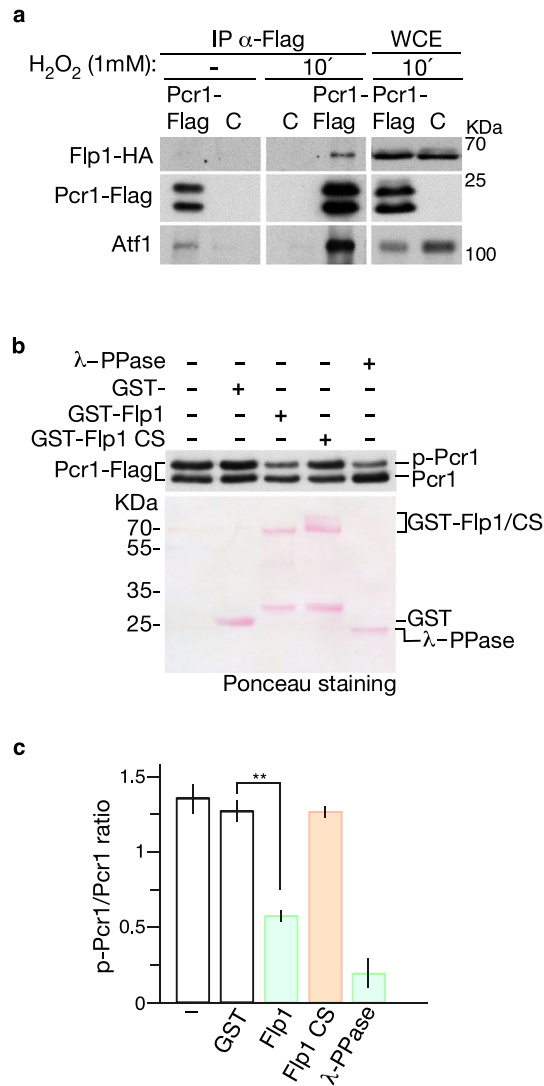 a
IP α-Flag WCE
H2O2 (1mM): - 10´ 10´
Pcr1- Pcr1- Pcr1-
Flag C C Flag Flag C KDa
Flp1-HA 70
Pcr1-Flag 25
Atf1 100
b
λ–PPase – – – – +
GST- – + – – –
GST-Flp1 – – + – –
GST-Flp1 CS – – – + –
Pcr1-Flag p-Pcr1
Pcr1
KDa
70- GST-Flp1/CS
55-
35-
25- GST
λ–PPase
Ponceau staining
c
p-Pcr1/Pcr1 ratio
1.5
**
1
0.5
0
– GST Flp1 Flp1 CS λ-PPase